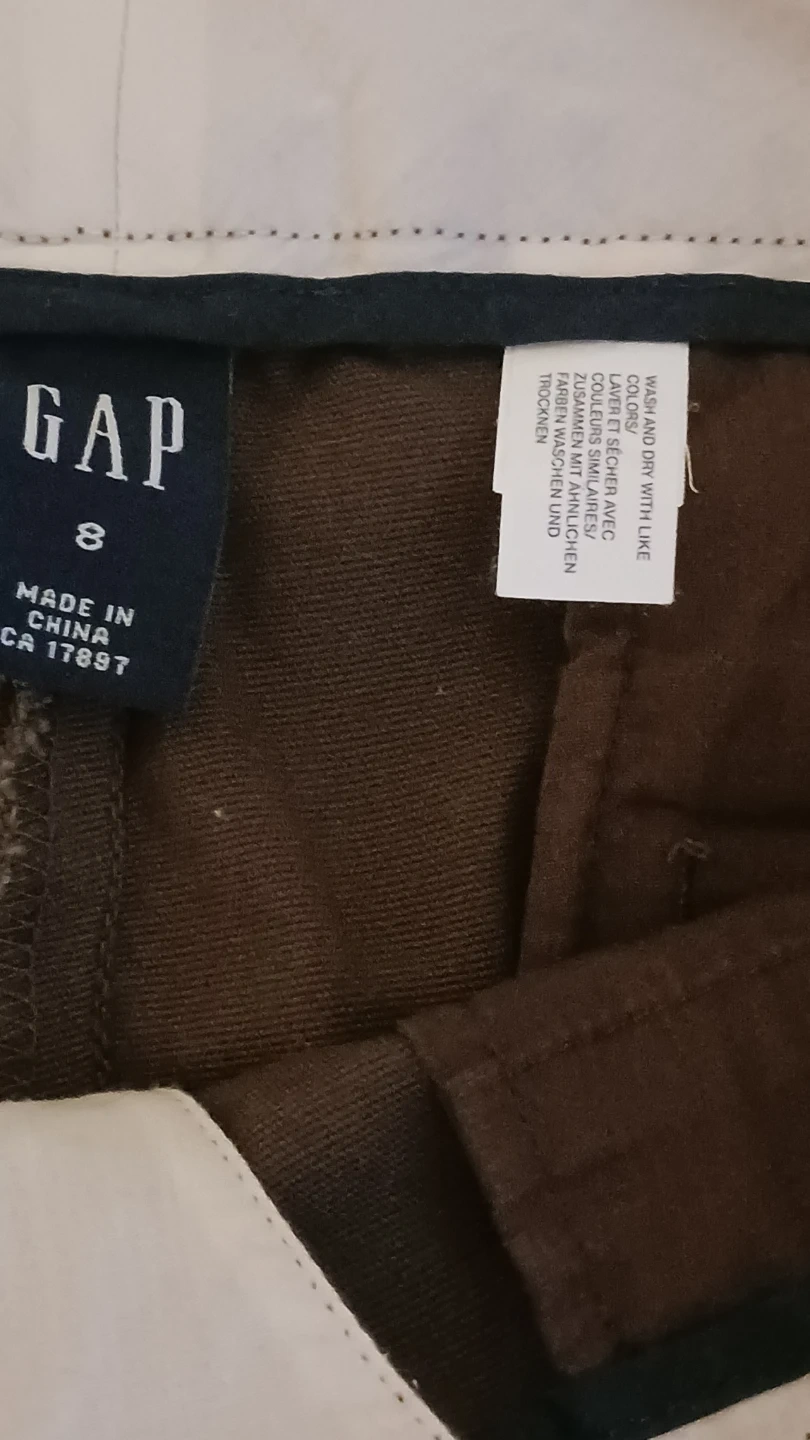 GAP
8
MADE IN
CHINA
CA 17897
WASH AND DRY WITH LIKE
COLORS/
LAVER ET SÉCHER AVEC
COULEURS SIMILAIRES/
ZUSAMMEN MIT AHNLICHEN
FARBEN WASCHEN UND
TROCKNEN